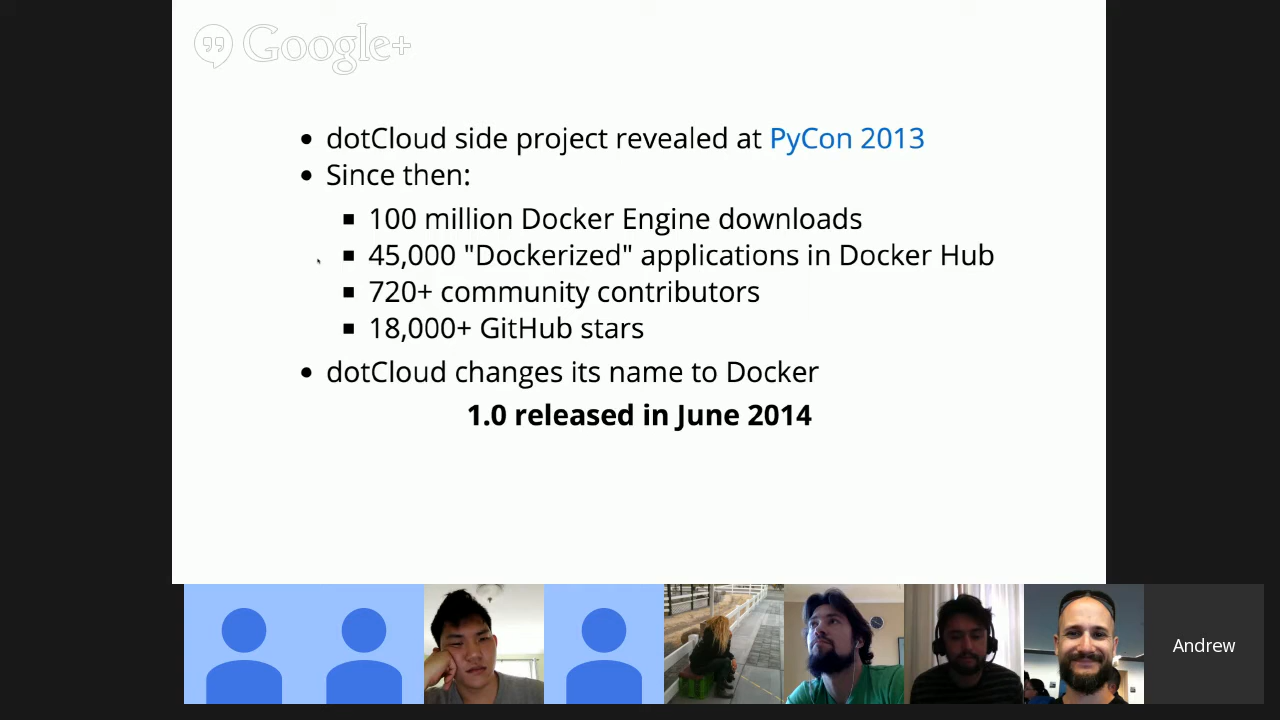 Google+
dotCloud side project revealed at PyCon 2013
Since then:
100 million Docker Engine downloads
45,000 "Dockerized" applications in Docker Hub
720+ community contributors
18,000+ GitHub stars
dotCloud changes its name to Docker
1.0 released in June 2014
Andrew